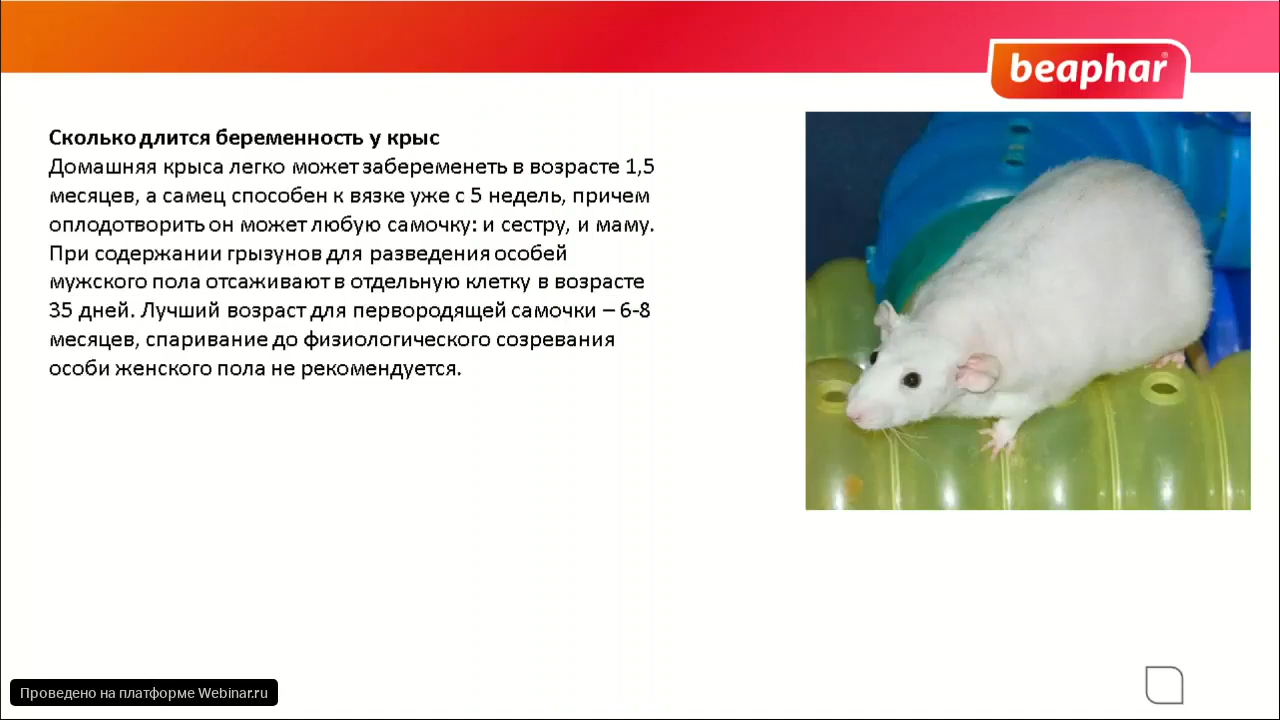 beaphar®
Сколько длится беременность у крыс
Домашняя крыса легко может забеременеть в возрасте 1,5
месяцев, а самец способен к вязке уже с 5 недель, причем
оплодотворить он может любую самочку: и сестру, и маму.
При содержании грызунов для разведения особей
мужского пола отсаживают в отдельную клетку в возрасте
35 дней. Лучший возраст для первородящей самочки – 6-8
месяцев, спаривание до физиологического созревания
особи женского пола не рекомендуется.
Проведено на платформе Webinar.ru